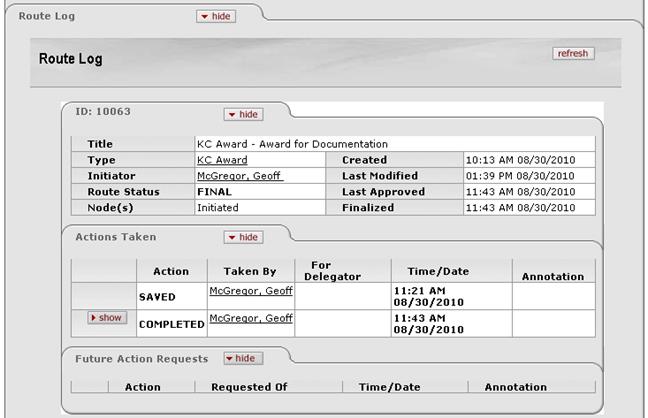 Route Log hide
Route Log refresh
ID: 10063 hide
Title KC Award - Award for Documentation
Type KC Award Created 10:13 AM 08/30/2010
Initiator McGregor, Geoff Last Modified 01:39 PM 08/30/2010
Route Status FINAL Last Approved 11:43 AM 08/30/2010
Node(s) Initiated Finalized 11:43 AM 08/30/2010
Actions Taken hide
Action Taken By For Delegator Time/Date Annotation
SAVED McGregor, Geoff 11:21 AM 08/30/2010
show COMPLETED McGregor, Geoff 11:43 AM 08/30/2010
Future Action Requests hide
Action Requested Of Time/Date Annotation